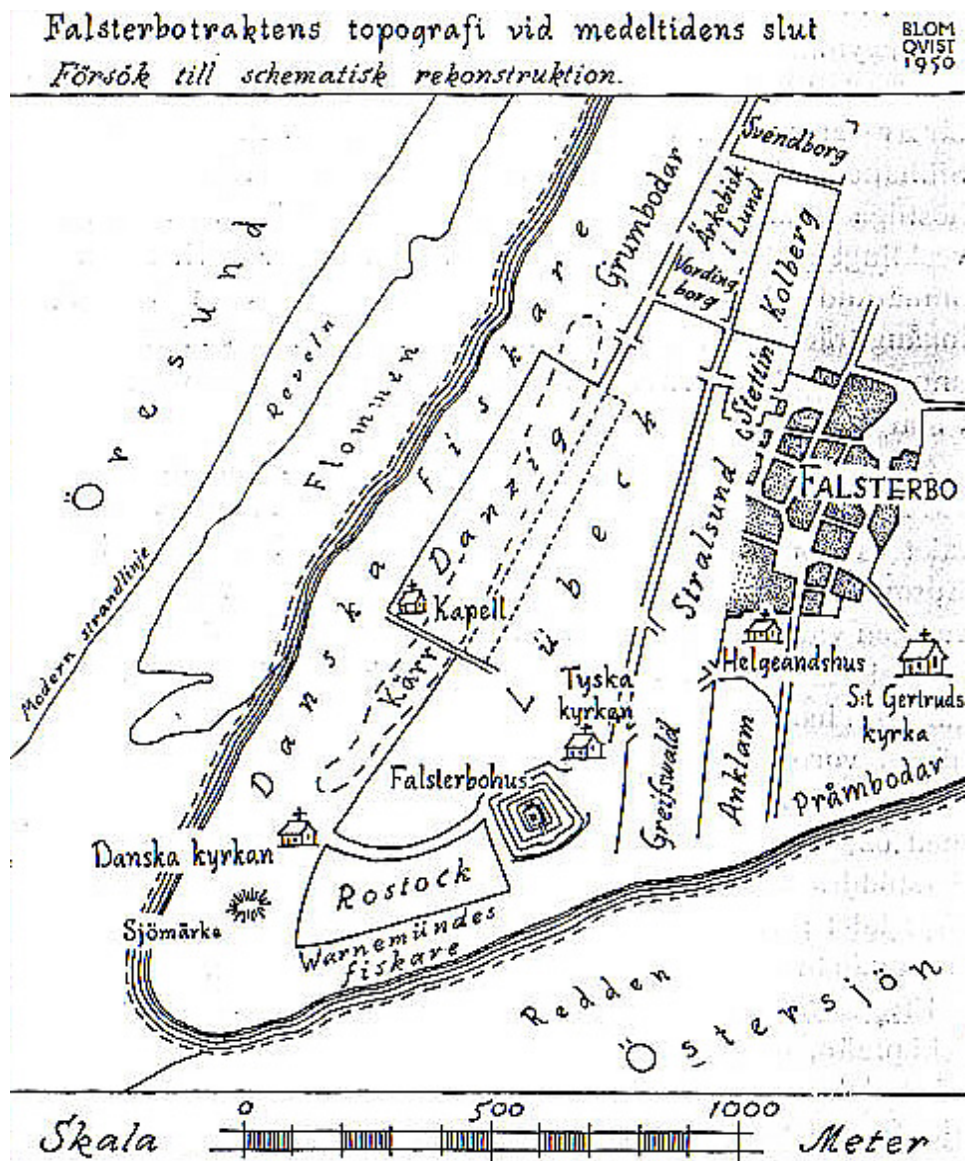 Falsterbotraktens topografi vid medeltidens slut
Försök till schematisk rekonstruktion.
BLOM
QVIST
1950
Svendborg
Ärkebisk
i Lund
Grumbodar
Vording
borg
Kolberg
Öresund
Reveln
Flommen
Danska fiskare
Stettin
Danzig
Lübeck
Stralsund
FALSTERBO
Modern strandlinje
Kapell
Kärr
Helgeandshus
Tyska
kyrkan
S:t Gertruds
kyrka
Falsterbohus
Greifswald
Anklan
Pråmbodar
Danska kyrkan
Rostock
Sjömärke
Warnemündes
fiskare
Redden
Östersjön
0 500 1000
Skala Meter